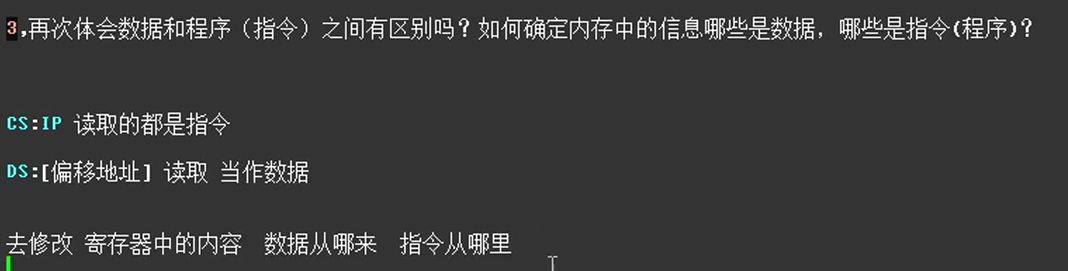 3,再次体会数据和程序（指令）之间有区别吗？如何确定内存中的信息哪些是数据，哪些是指令(程序)？
CS:IP 读取的都是指令
DS:[偏移地址] 读取 当作数据
去修改 寄存器中的内容 数据从哪来 指令从哪里